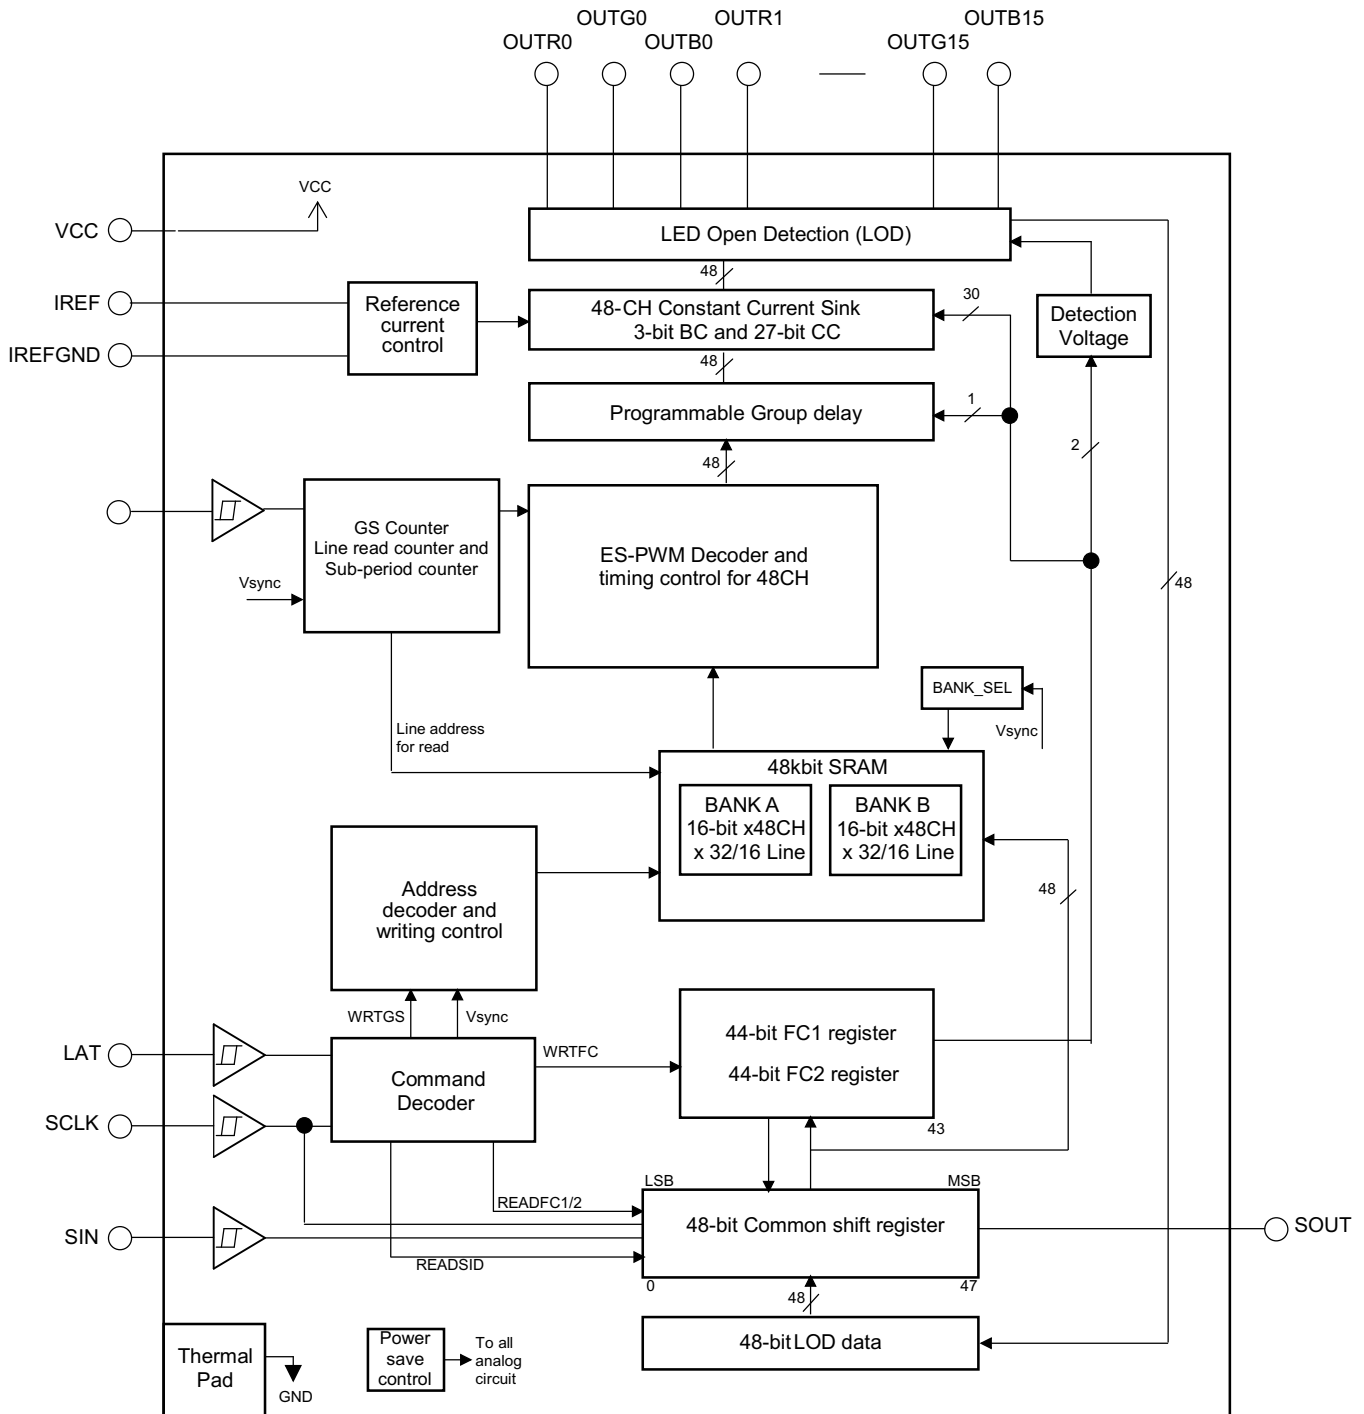 OUTG0
OUTR1
OUTB15
OUTR0
OUTB0
OUTG15
VCC
VCC
LED Open Detection (LOD)
48
IREF
IREFGND
Reference
current
control
48-CH Constant Current Sink
3-bit BC and 27-bit CC
30
Detection
Voltage
48
Programmable Group delay
1
2
48
GS Counter
Line read counter and
Sub-period counter
Vsync
ES-PWM Decoder and
timing control for 48CH
48
BANK_SEL
Vsync
Line address
for read
48kbit SRAM
BANK A
16-bit x48CH
x 32/16 Line
BANK B
16-bit x48CH
x 32/16 Line
48
Address
decoder and
writing control
WRTGS
Vsync
LAT
SCLK
Command
Decoder
WRTFC
44-bit FC1 register
44-bit FC2 register
43
READFC1/2
LSB
MSB
48-bit Common shift register
SIN
SOUT
READSID
0
47
48
48-bit LOD data
Thermal
Pad
GND
Power
save
control
To all
analog
circuit